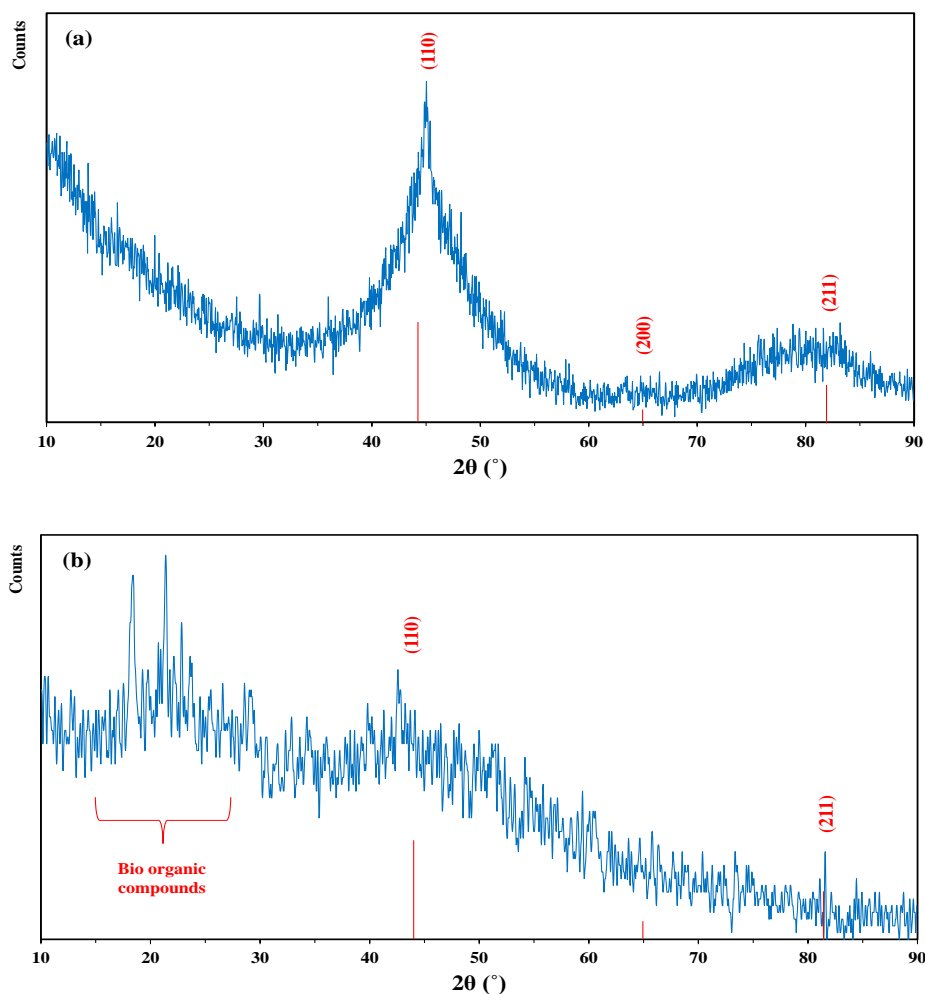 (a)
Counts
(110)
(200)
(211)
10 20 30 40 50 60 70 80 90
2θ (˚)
(b)
Counts
(110)
(211)
Bio organic
compounds
10 20 30 40 50 60 70 80 90
2θ (˚)